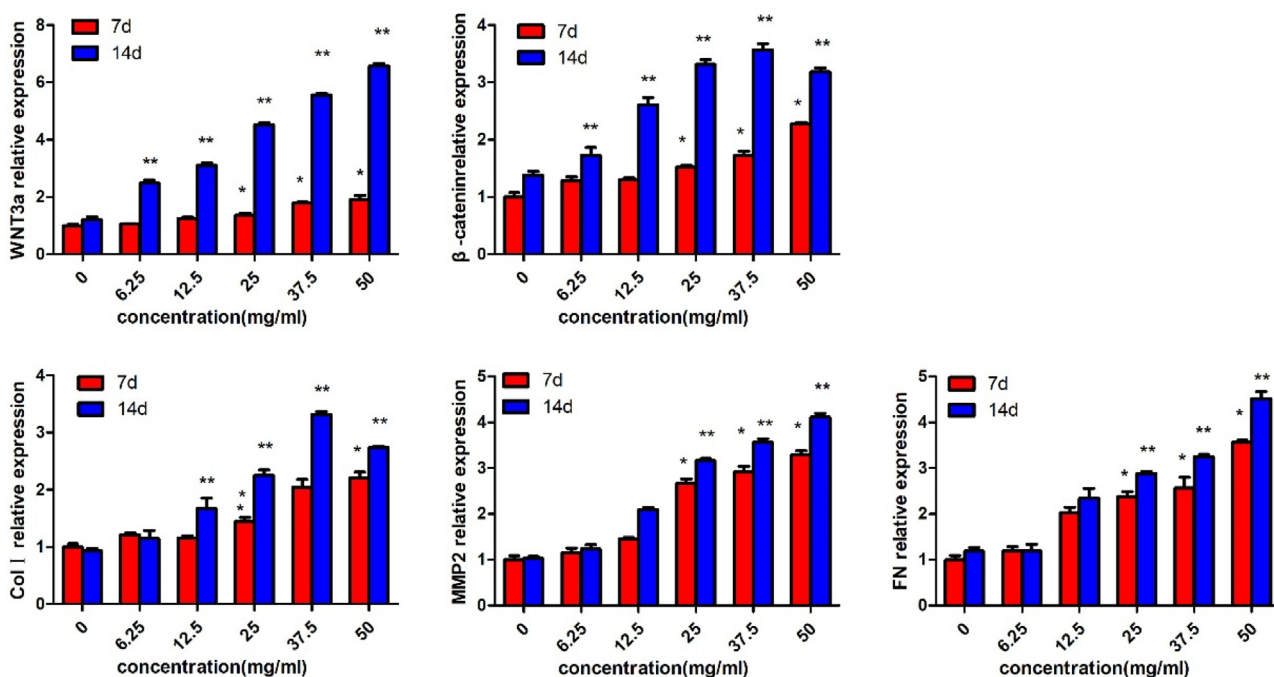 WNT3a relative expression
8
6
4
2
0
7d
14d
** ** ** ** **
* * *
0 6.25 12.5 25 37.5 50
concentration(mg/ml)
β -cateninrelative expression
4
3
2
1
0
7d
14d
** ** ** ** **
* * *
0 6.25 12.5 25 37.5 50
concentration(mg/ml)
Col Ⅰ relative expression
4
3
2
1
0
7d
14d
** ** ** **
* * *
0 6.25 12.5 25 37.5 50
concentration(mg/ml)
MMP2 relative expression
5
4
3
2
1
0
7d
14d
* ** * ** * **
0 6.25 12.5 25 37.5 50
concentration(mg/ml)
FN relative expression
5
4
3
2
1
0
7d
14d
* ** * ** * **
0 6.25 12.5 25 37.5 50
concentration(mg/ml)